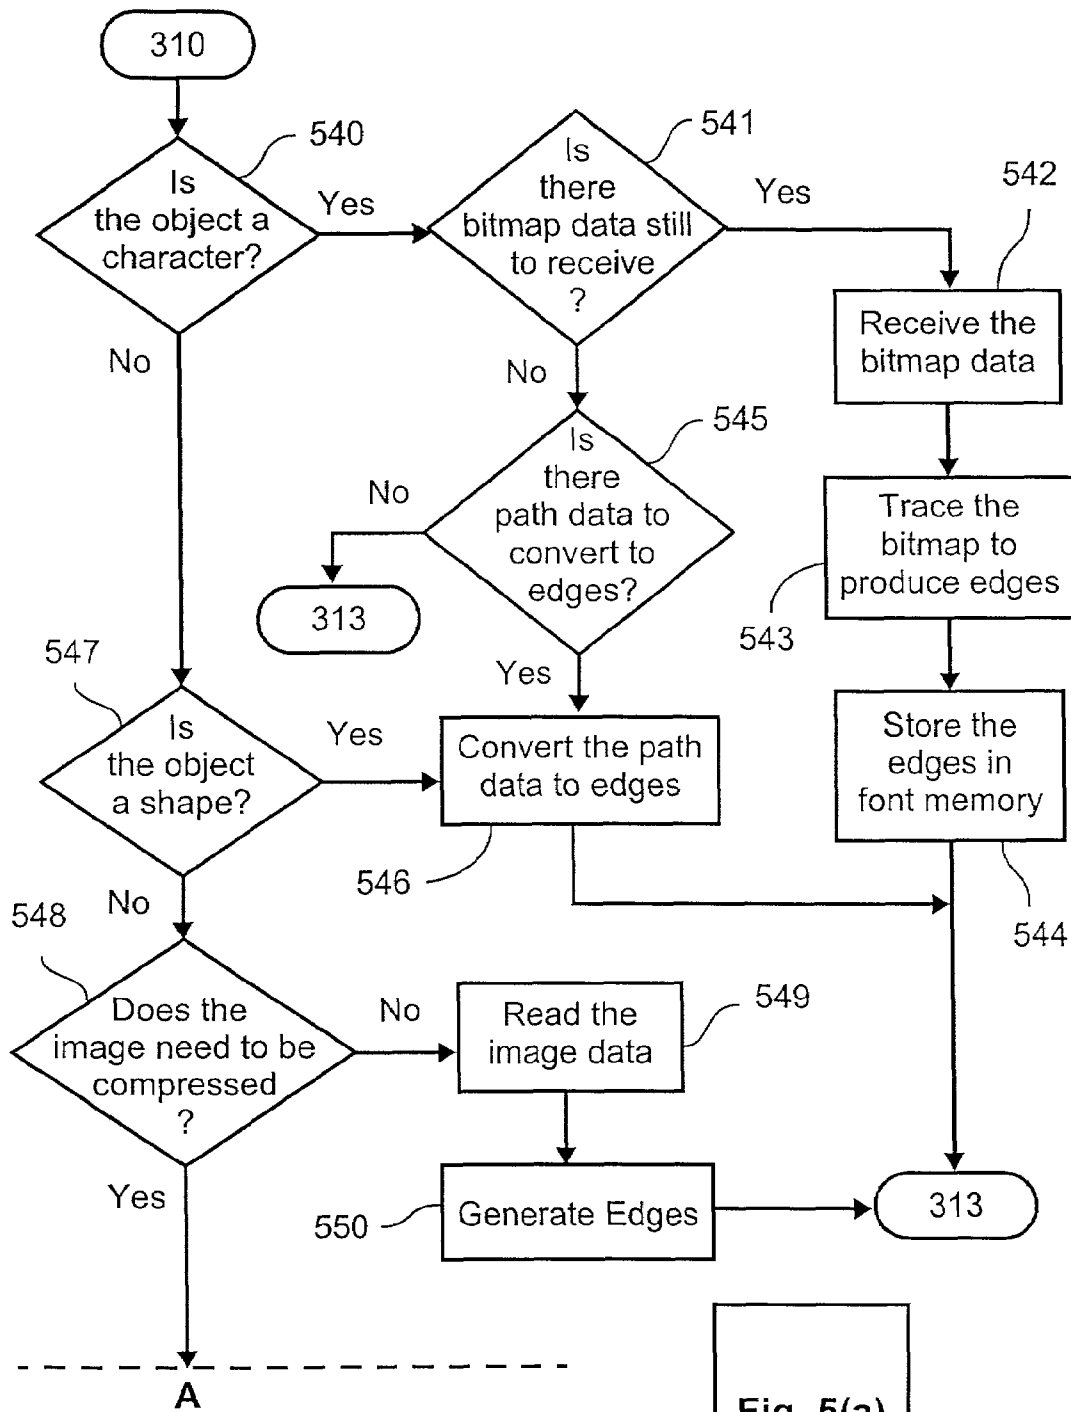 310
540
Is
the object a
character?
Yes
No
541
Is
there
bitmap data still
to receive
?
Yes
No
542
Receive the
bitmap data
545
Is
there
path data to
convert to
edges?
No
Yes
313
Trace the
bitmap to
produce edges
543
547
Is
the object
a shape?
Yes
No
Convert the path
data to edges
546
Store the
edges in
font memory
544
548
Does the
image need to be
compressed
?
No
Yes
Read the
image data
549
Generate Edges
550
313
A
Fig. 5(a)